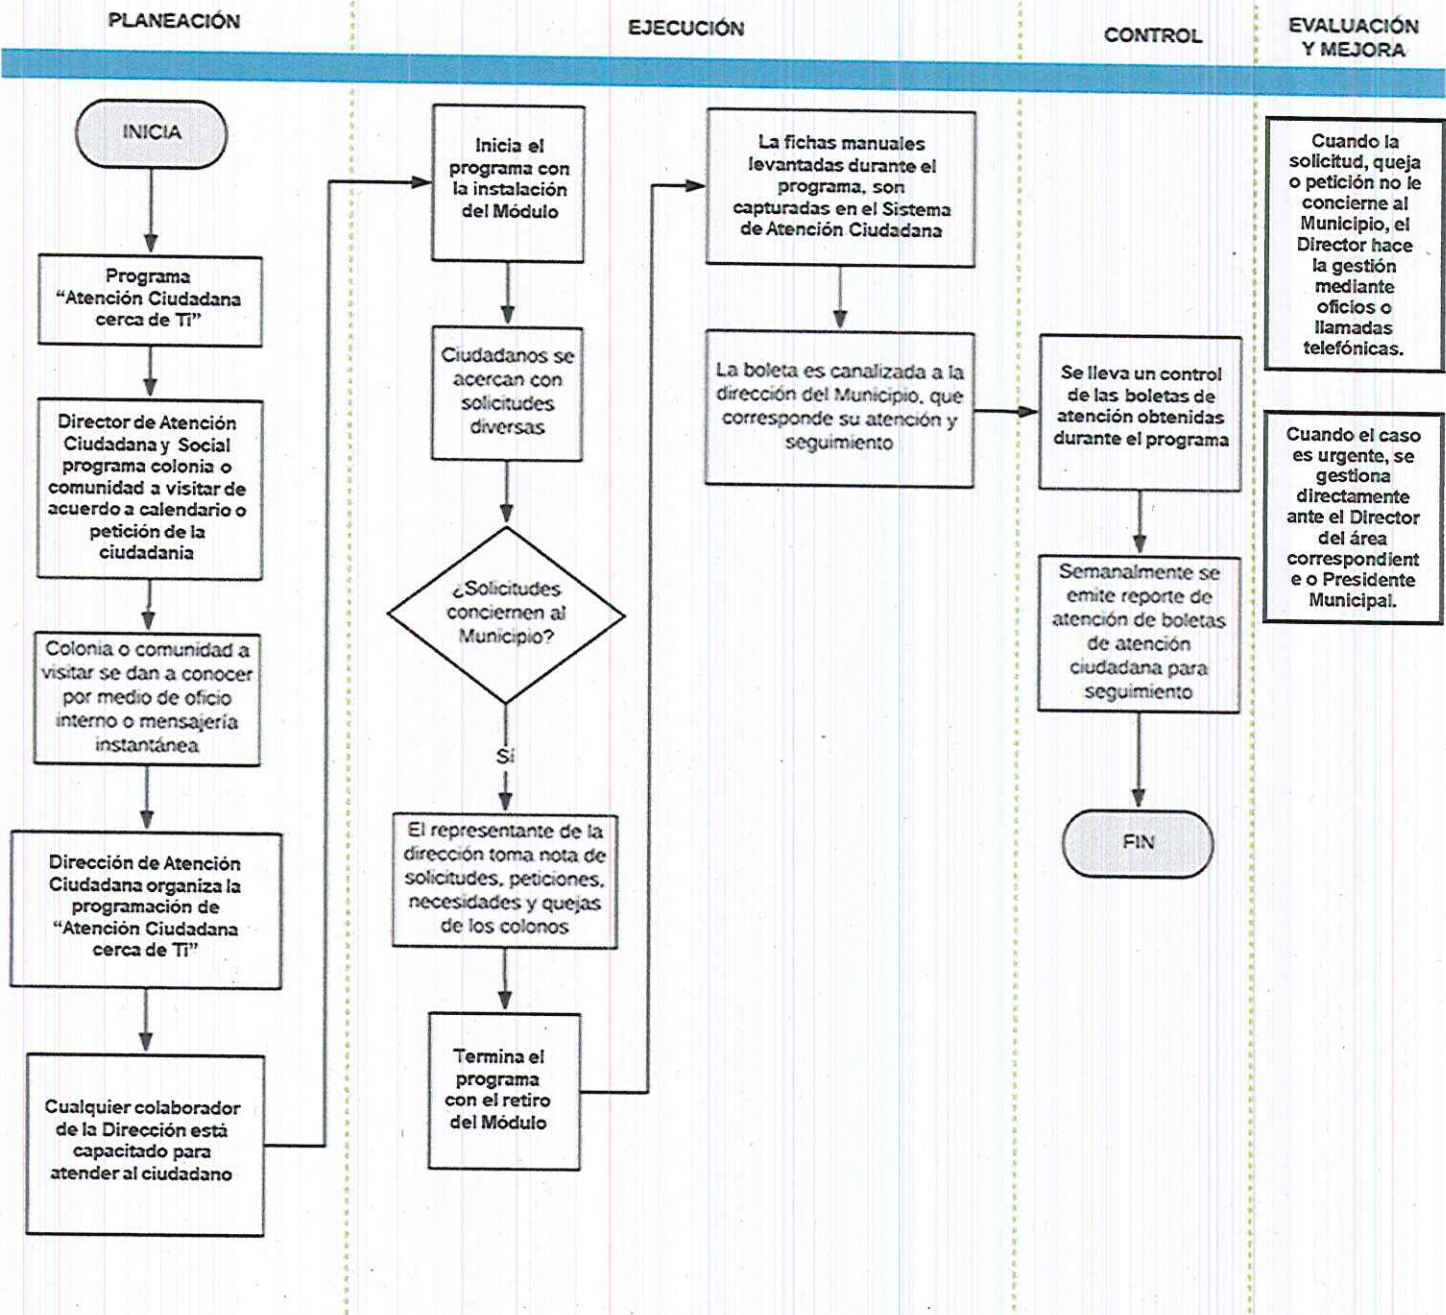 PLANEACIÓN
EJECUCIÓN
CONTROL
EVALUACIÓN
Y MEJORA
INICIA
Programa
“Atención Ciudadana
cerca de Ti”
Director de Atención
Ciudadana y Social
programa colonia o
comunidad a visitar de
acuerdo a calendario o
petición de la
ciudadanía
Colonia o comunidad a
visitar se dan a conocer
por medio de oficio
interno o mensajería
instantánea
Dirección de Atención
Ciudadana organiza la
programación de
“Atención Ciudadana
cerca de Ti”
Cualquier colaborador
de la Dirección está
capacitado para
atender al ciudadano
Inicia el
programa con
la instalación
del Módulo
Ciudadanos se
acercan con
solicitudes
diversas
¿Solicitudes
conciernen al
Municipio?
Sí
El representante de la
dirección toma nota de
solicitudes, peticiones,
necesidades y quejas
de los colonos
Termina el
programa
con el retiro
del Módulo
La fichas manuales
levantadas durante el
programa, son
capturadas en el Sistema
de Atención Ciudadana
La boleta es canalizada a la
dirección del Municipio, que
corresponde su atención y
seguimiento
Se lleva un control
de las boletas de
atención obtenidas
durante el programa
Semanalmente se
emite reporte de
atención de boletas
de atención
ciudadana para
seguimiento
FIN
Cuando la
solicitud, queja
o petición no le
concierne al
Municipio, el
Director hace
la gestión
mediante
oficios o
llamadas
telefónicas.
Cuando el caso
es urgente, se
gestiona
directamente
ante el Director
del área
correspondient
e o Presidente
Municipal.